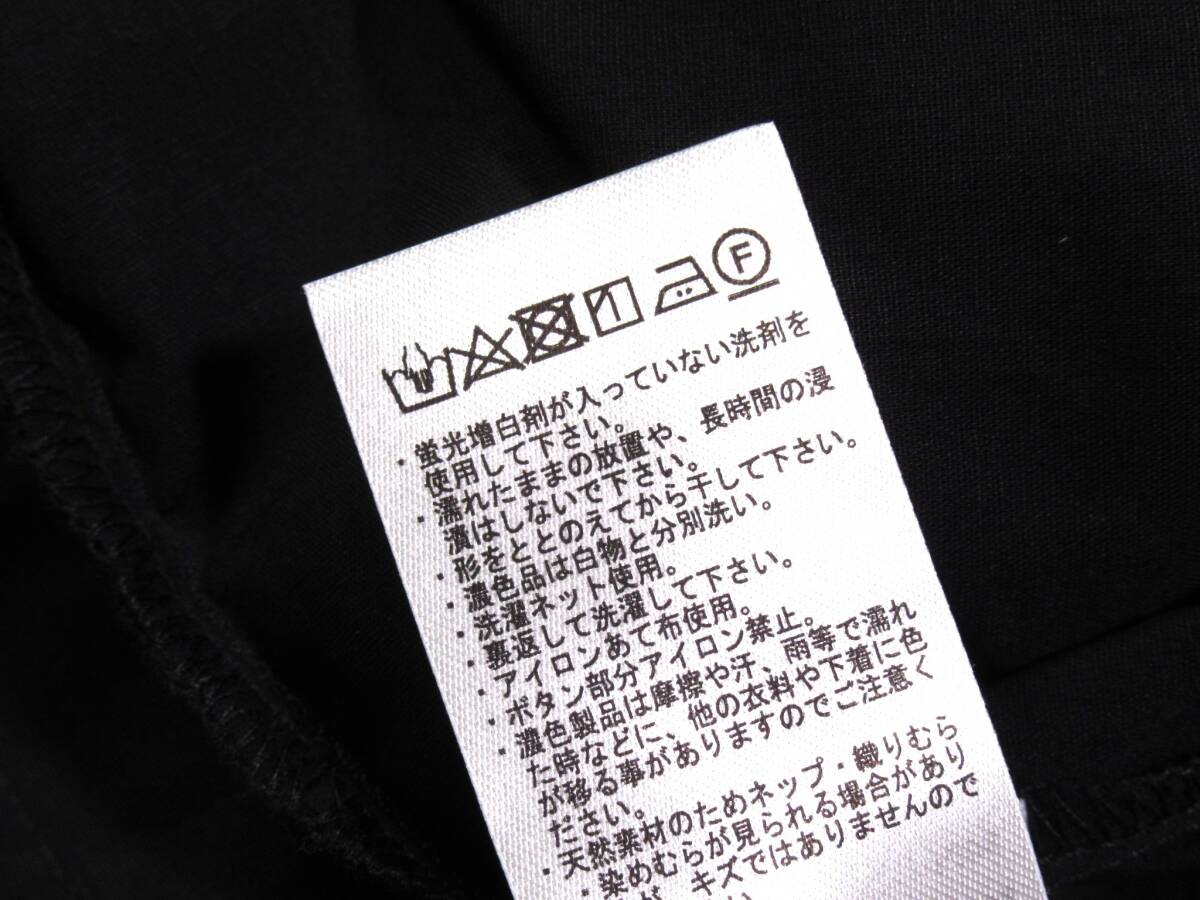 F
・蛍光増白剤が入っていない洗剤を
使用して下さい。
・濡れたままの放置や、長時間の浸
漬はしないで下さい。
・形をととのえてから干して下さい。
・濃色品は白物と分別洗い。
・洗濯ネット使用。
・裏返して洗濯して下さい。
・アイロンあて布使用。
・ボタン部分アイロン禁止。
・濃色製品は摩擦や汗、雨等で濡れ
た時などに、他の衣料や下着に色
が移る事がありますのでご注意く
ださい。
・天然素材のためネップ・織りむら
・染めむらが見られる場合があり
が、キズではありませんので